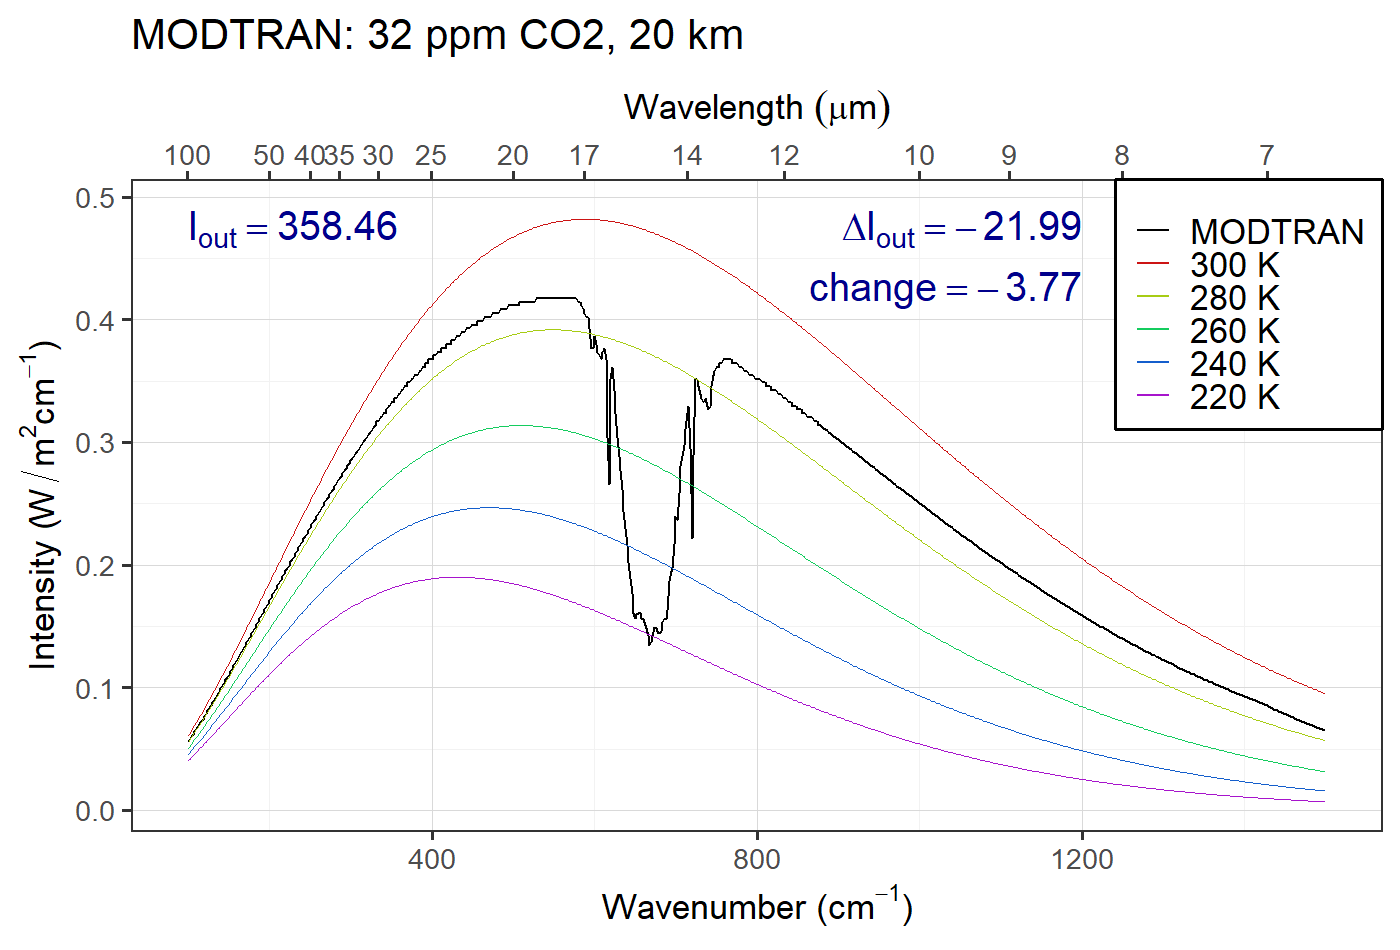 MODTRAN: 32 ppm CO2, 20 km
Wavelength (μm)
100 50 40 35 30 25 20 17 14 12 10 9 8 7
I_out = 358.46
ΔI_out = − 21.99
change = − 3.77
MODTRAN
300 K
280 K
260 K
240 K
220 K
0.5
0.4
0.3
0.2
0.1
0.0
Intensity (W / m²cm⁻¹)
400 800 1200
Wavenumber (cm⁻¹)